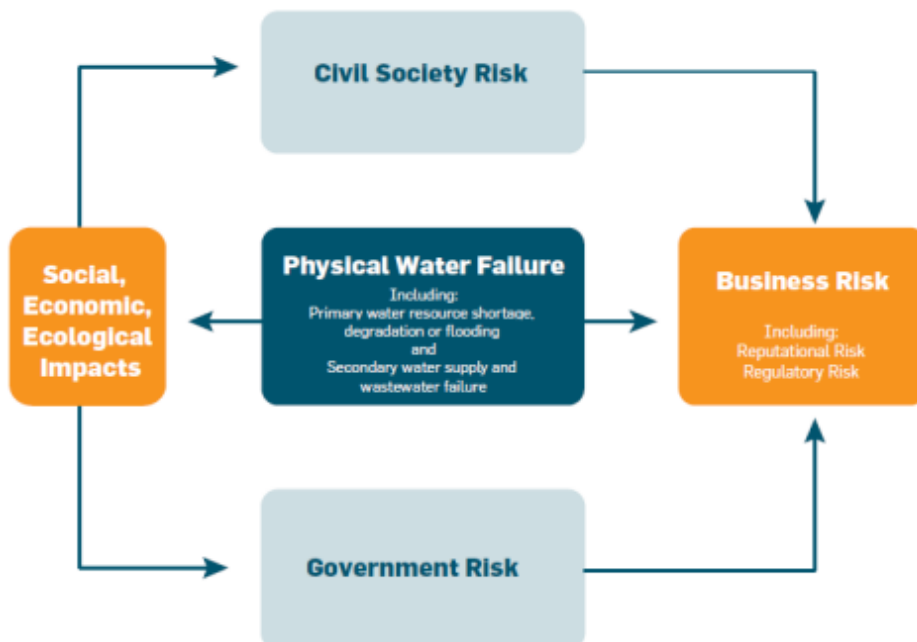 Civil Society Risk
Social,
Economic,
Ecological
Impacts
Physical Water Failure
Including:
Primary water resource shortage,
degradation or flooding
and
Secondary water supply and
wastewater failure
Business Risk
Including:
Reputational Risk
Regulatory Risk
Government Risk